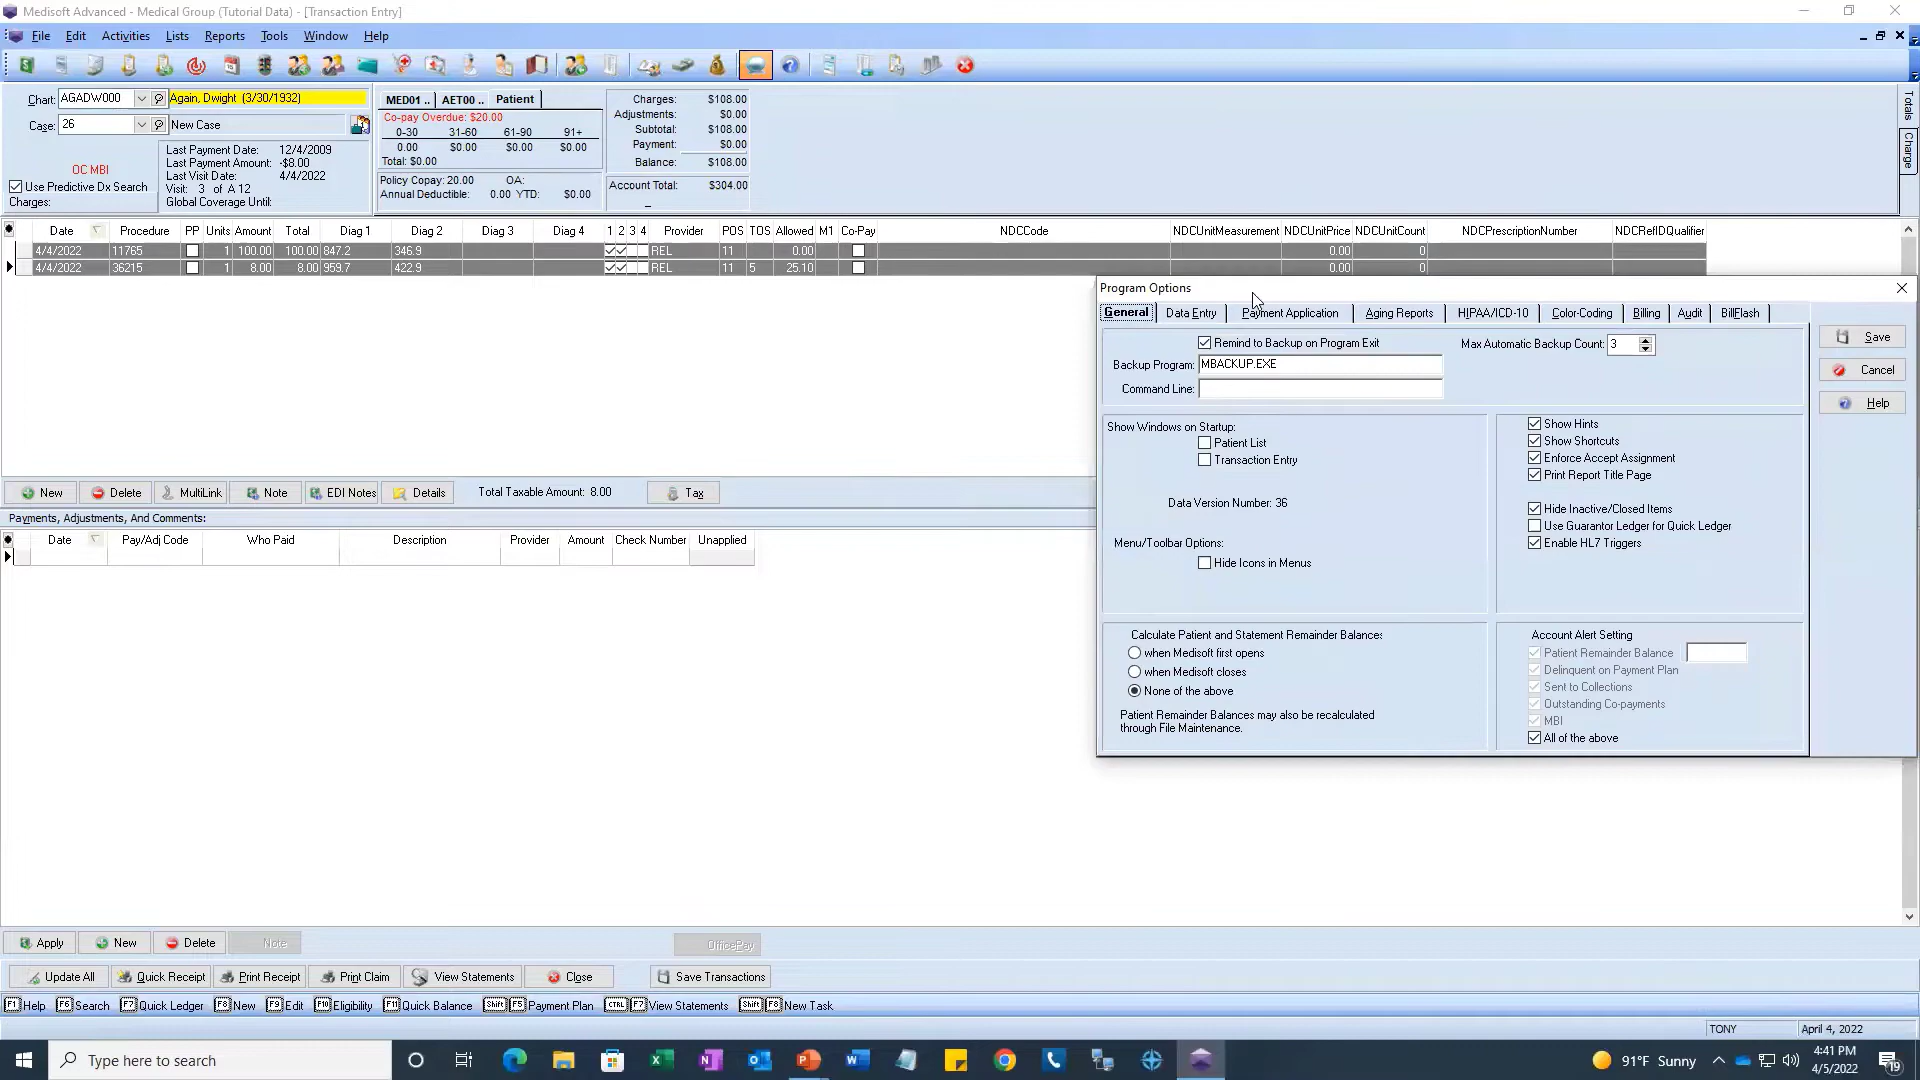 Medisoft Advanced - Medical Group (Tutorial Data) - [Transaction Entry]
File Edit Activities Lists Reports Tools Window Help
Chart: AGADW000 Again, Dwight (3/30/1932)
Case: 26 New Case
OC MBI
Use Predictive Dx Search
Charges:
Last Payment Date: 12/4/2009
Last Payment Amount: -$8.00
Last Visit Date: 4/4/2022
Visit: 3 of A 12
Global Coverage Until:
MED01 .. AET00 .. Patient
Co-pay Overdue: $20.00
0-30 31-60 61-90 91+
0.00 $0.00 $0.00 $0.00
Total: $0.00
Policy Copay: 20.00 OA:
Annual Deductible: 0.00 YTD: $0.00
Charges: $108.00
Adjustments: $0.00
Subtotal: $108.00
Payment: $0.00
Balance: $108.00
Account Total: $304.00
Totals
Charge
Date Procedure PP Units Amount Total Diag 1 Diag 2 Diag 3 Diag 4 1 2 3 4 Provider POS TOS Allowed M1 Co-Pay NDCCode NDCUnitMeasurement NDCUnitPrice NDCUnitCount NDCPrescriptionNumber NDCRefIDQualifier
4/4/2022 11765 1 100.00 100.00 847.2 346.9 REL 11 0.00 0.00 0
4/4/2022 36215 1 8.00 8.00 959.7 422.9 REL 11 5 25.10 0.00 0
New Delete MultiLink Note EDI Notes Details Total Taxable Amount: 8.00 Tax
Payments, Adjustments, And Comments:
Date Pay/Adj Code Who Paid Description Provider Amount Check Number Unapplied
Program Options
General Data Entry Payment Application Aging Reports HIPAA/ICD-10 Color-Coding Billing Audit BillFlash
Remind to Backup on Program Exit
Backup Program: MBACKUP.EXE
Command Line:
Max Automatic Backup Count: 3
Save
Cancel
Help
Show Windows on Startup:
Patient List
Transaction Entry
Data Version Number: 36
Menu/Toolbar Options:
Hide Icons in Menus
Show Hints
Show Shortcuts
Enforce Accept Assignment
Print Report Title Page
Hide Inactive/Closed Items
Use Guarantor Ledger for Quick Ledger
Enable HL7 Triggers
Calculate Patient and Statement Remainder Balances:
when Medisoft first opens
when Medisoft closes
None of the above
Patient Remainder Balances may also be recalculated
through File Maintenance.
Account Alert Setting
Patient Remainder Balance
Delinquent on Payment Plan
Sent to Collections
Outstanding Co-payments
MBI
All of the above
Apply New Delete Note OfficePay
Update All Quick Receipt Print Receipt Print Claim View Statements Close Save Transactions
F1 Help F6 Search F7 Quick Ledger F8 New F9 Edit F10 Eligibility F11 Quick Balance Shift F5 Payment Plan CTRL F7 View Statements Shift F8 New Task
TONY April 4, 2022
Type here to search
91°F Sunny
4:41 PM
4/5/2022
19